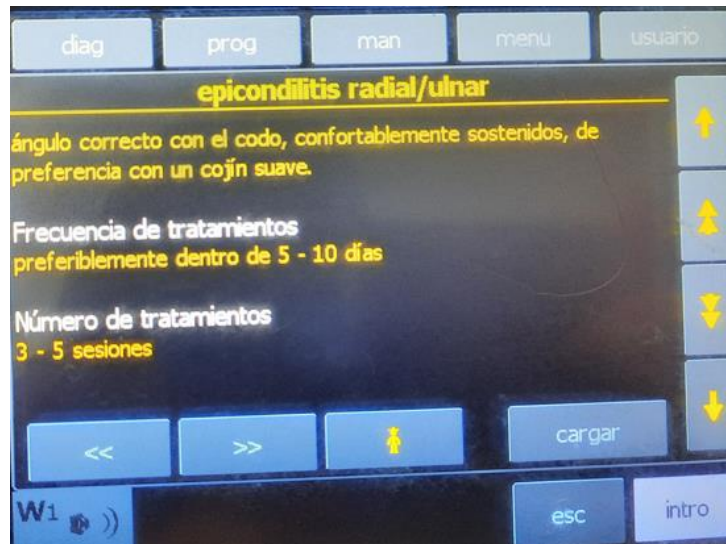 diag prog man menu usuario
epicondilitis radial/ulnar
ángulo correcto con el codo, confortablemente sostenidos, de
preferencia con un cojín suave.
Frecuencia de tratamientos
preferiblemente dentro de 5 - 10 días
Número de tratamientos
3 - 5 sesiones
<< >> cargar
W1 esc intro